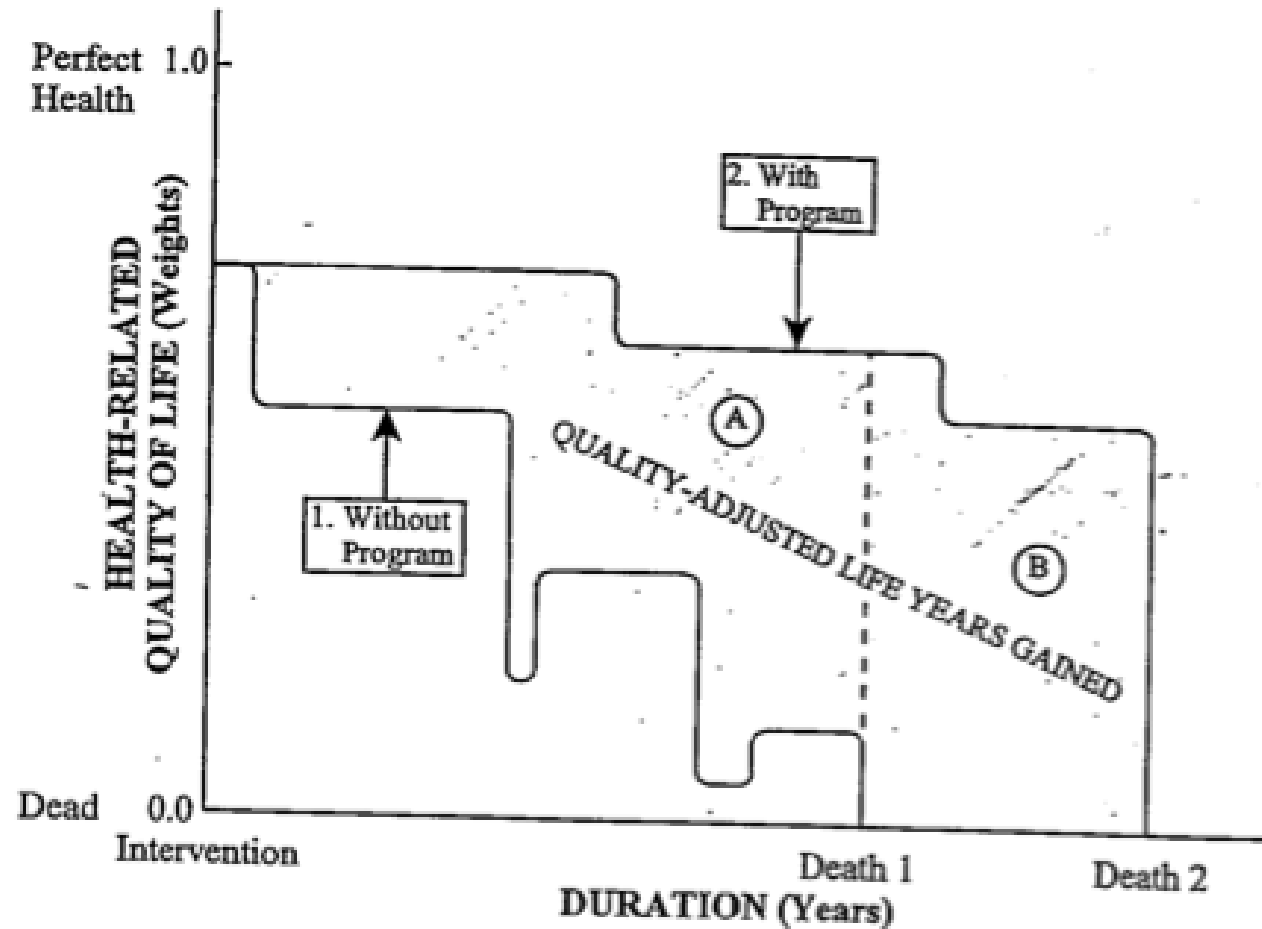 Perfect 1.0
Health
2. With
Program
HEALTH-RELATED
QUALITY OF LIFE (Weights)
A
QUALITY-ADJUSTED LIFE YEARS GAINED
1. Without
Program
B
Dead 0.0
Intervention
Death 1
Death 2
DURATION (Years)